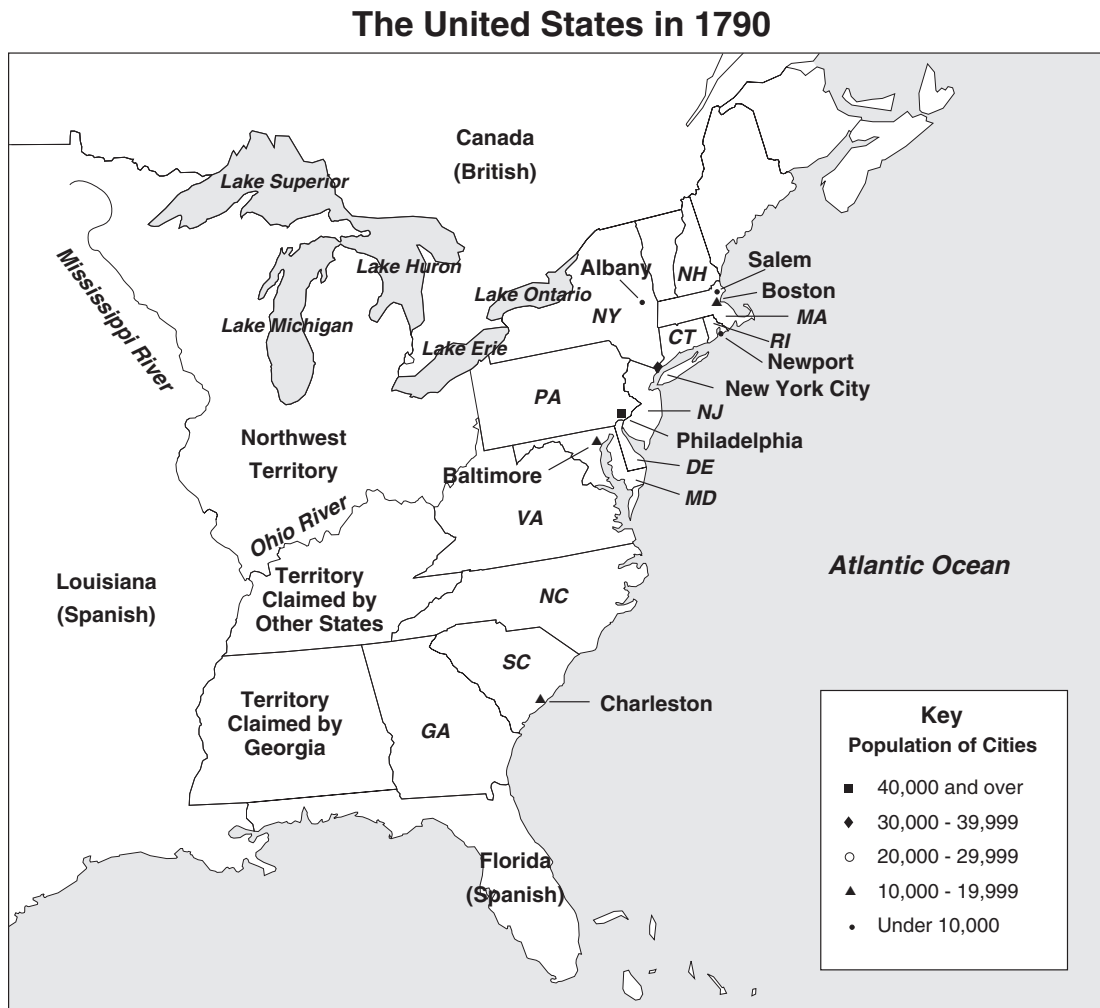 The United States in 1790
Canada
(British)
Lake Superior
Mississippi River
Lake Huron
Lake Michigan
Lake Ontario
Lake Erie
Albany
NY
NH
Salem
Boston
MA
CT
RI
Newport
New York City
PA
NJ
Philadelphia
Northwest
Territory
Baltimore
DE
MD
Ohio River
VA
Atlantic Ocean
Louisiana
(Spanish)
Territory
Claimed by
Other States
NC
SC
Charleston
Territory
Claimed by
Georgia
GA
Florida
(Spanish)
Key
Population of Cities
40,000 and over
30,000 - 39,999
20,000 - 29,999
10,000 - 19,999
Under 10,000